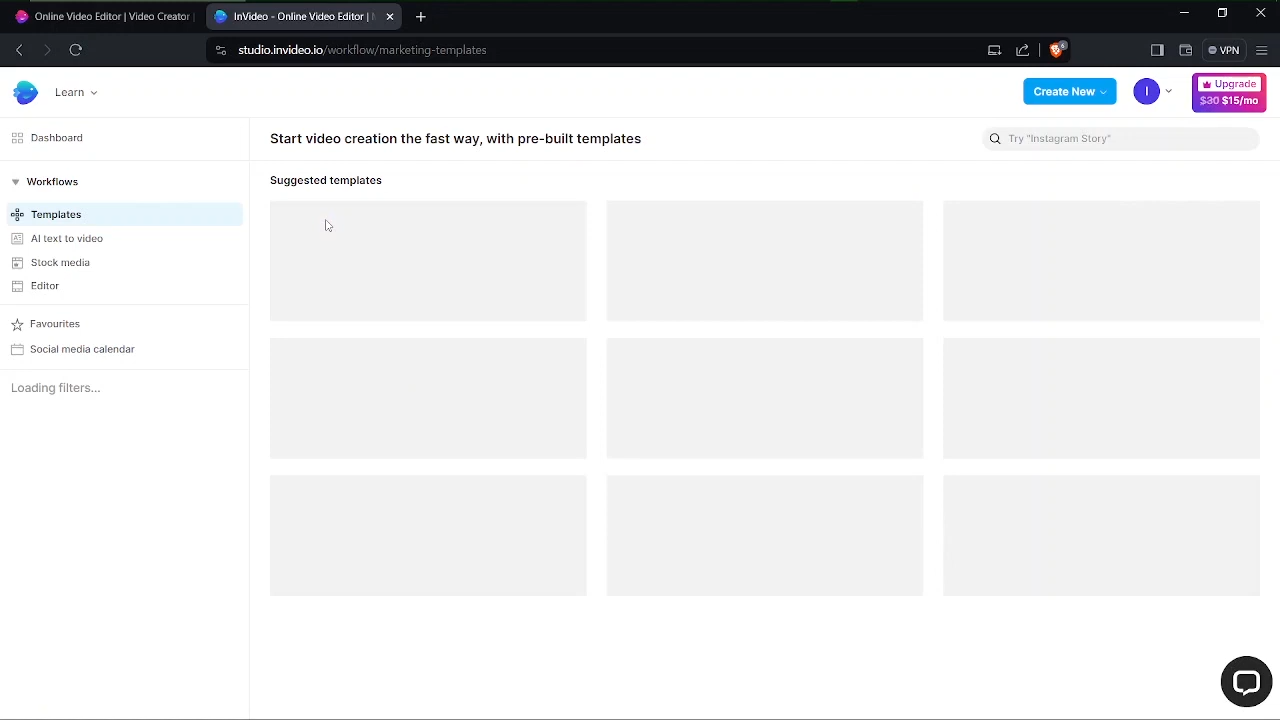 Online Video Editor | Video Creator
InVideo - Online Video Editor |
studio.invideo.io/workflow/marketing-templates
6
VPN
Learn
Create New
I
Upgrade
$30 $15/mo
Dashboard
Start video creation the fast way, with pre-built templates
Try "Instagram Story"
Workflows
Suggested templates
Templates
AI text to video
Stock media
Editor
Favourites
Social media calendar
Loading filters...